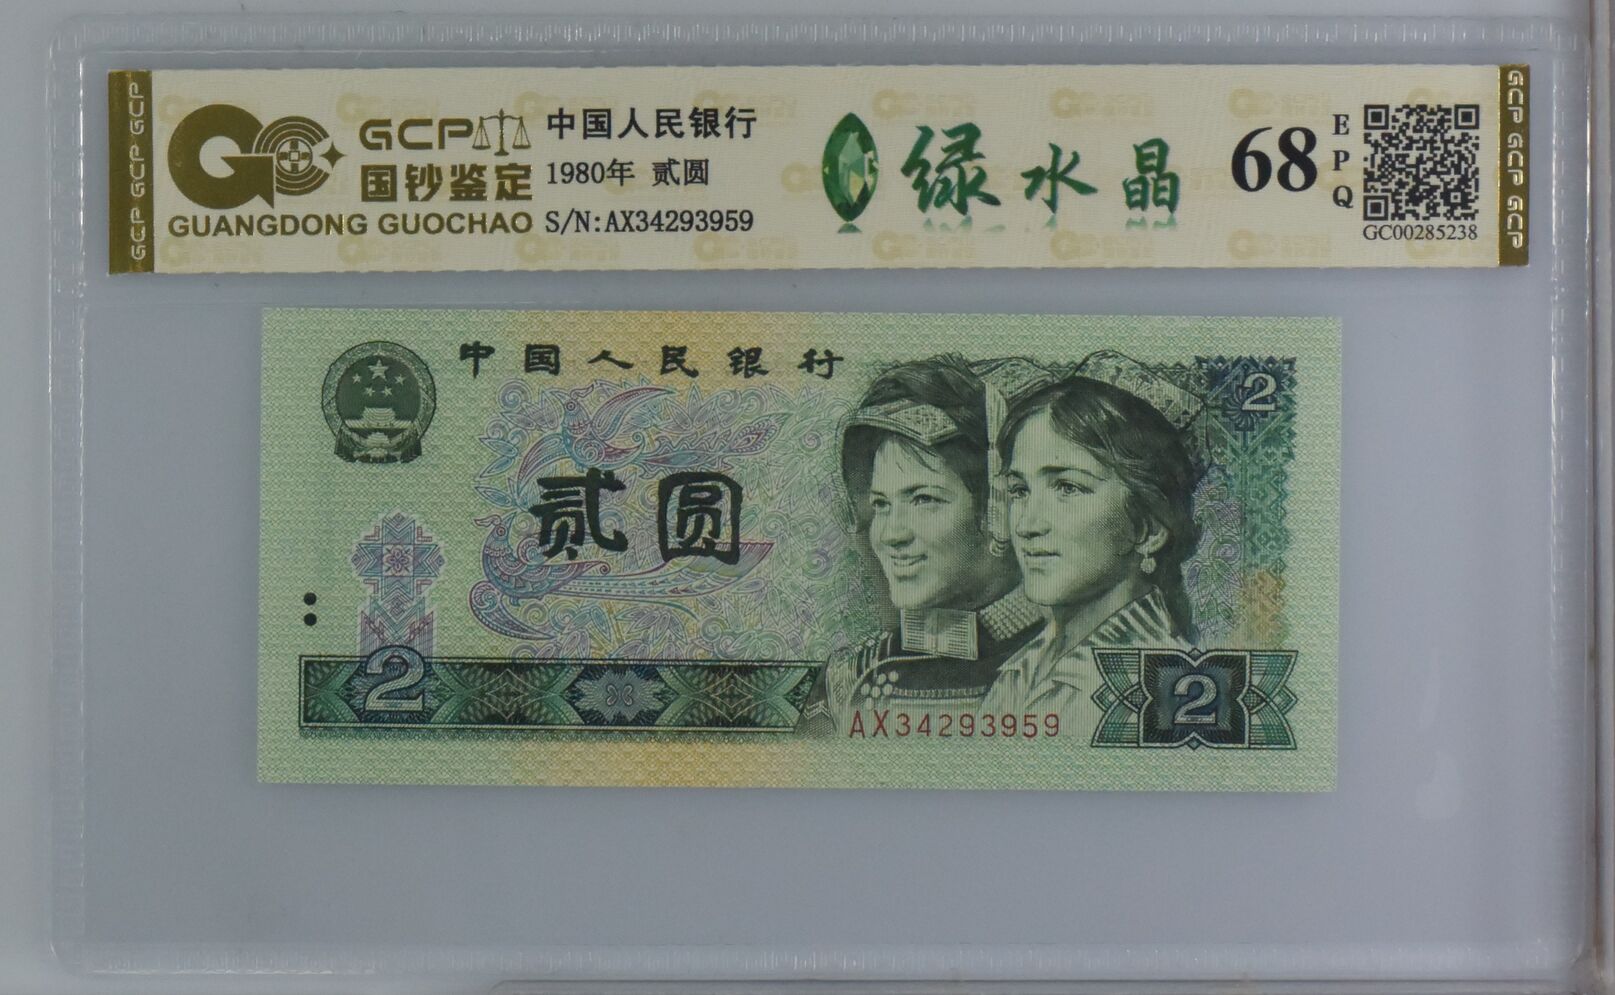 GCP GCP GCP
GCP
国钞鉴定
GUANGDONG GUOCHAO
中国人民银行
1980年 贰圆
S/N:AX34293959
绿水晶
68
EPQ
GC00285238
GCP GCP GCP
中国人民银行
2
贰圆
2
AX34293959
2